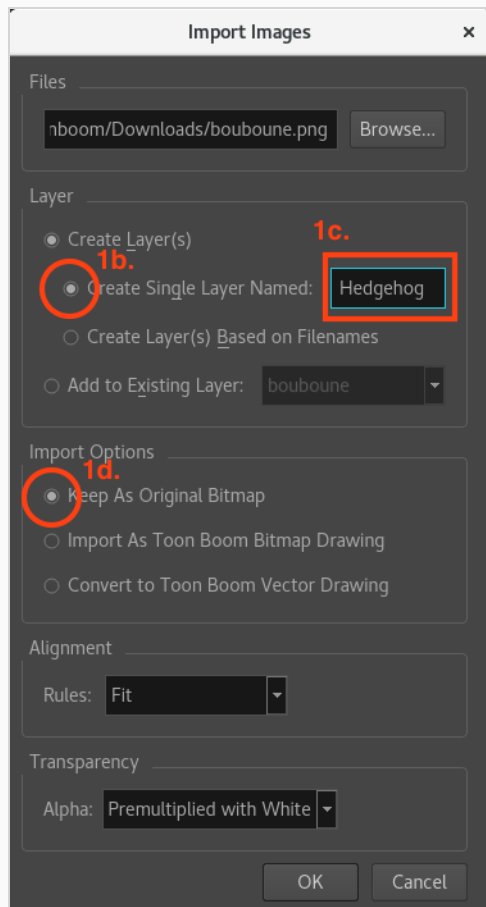 Import Images ×
Files
nboom/Downloads/bouboune.png Browse...
Layer
Create Layer(s)
1b. 1c.
Create Single Layer Named: Hedgehog
Create Layer(s) Based on Filenames
Add to Existing Layer: bouboune
Import Options
1d.
Keep As Original Bitmap
Import As Toon Boom Bitmap Drawing
Convert to Toon Boom Vector Drawing
Alignment
Rules: Fit
Transparency
Alpha: Premultiplied with White
OK Cancel